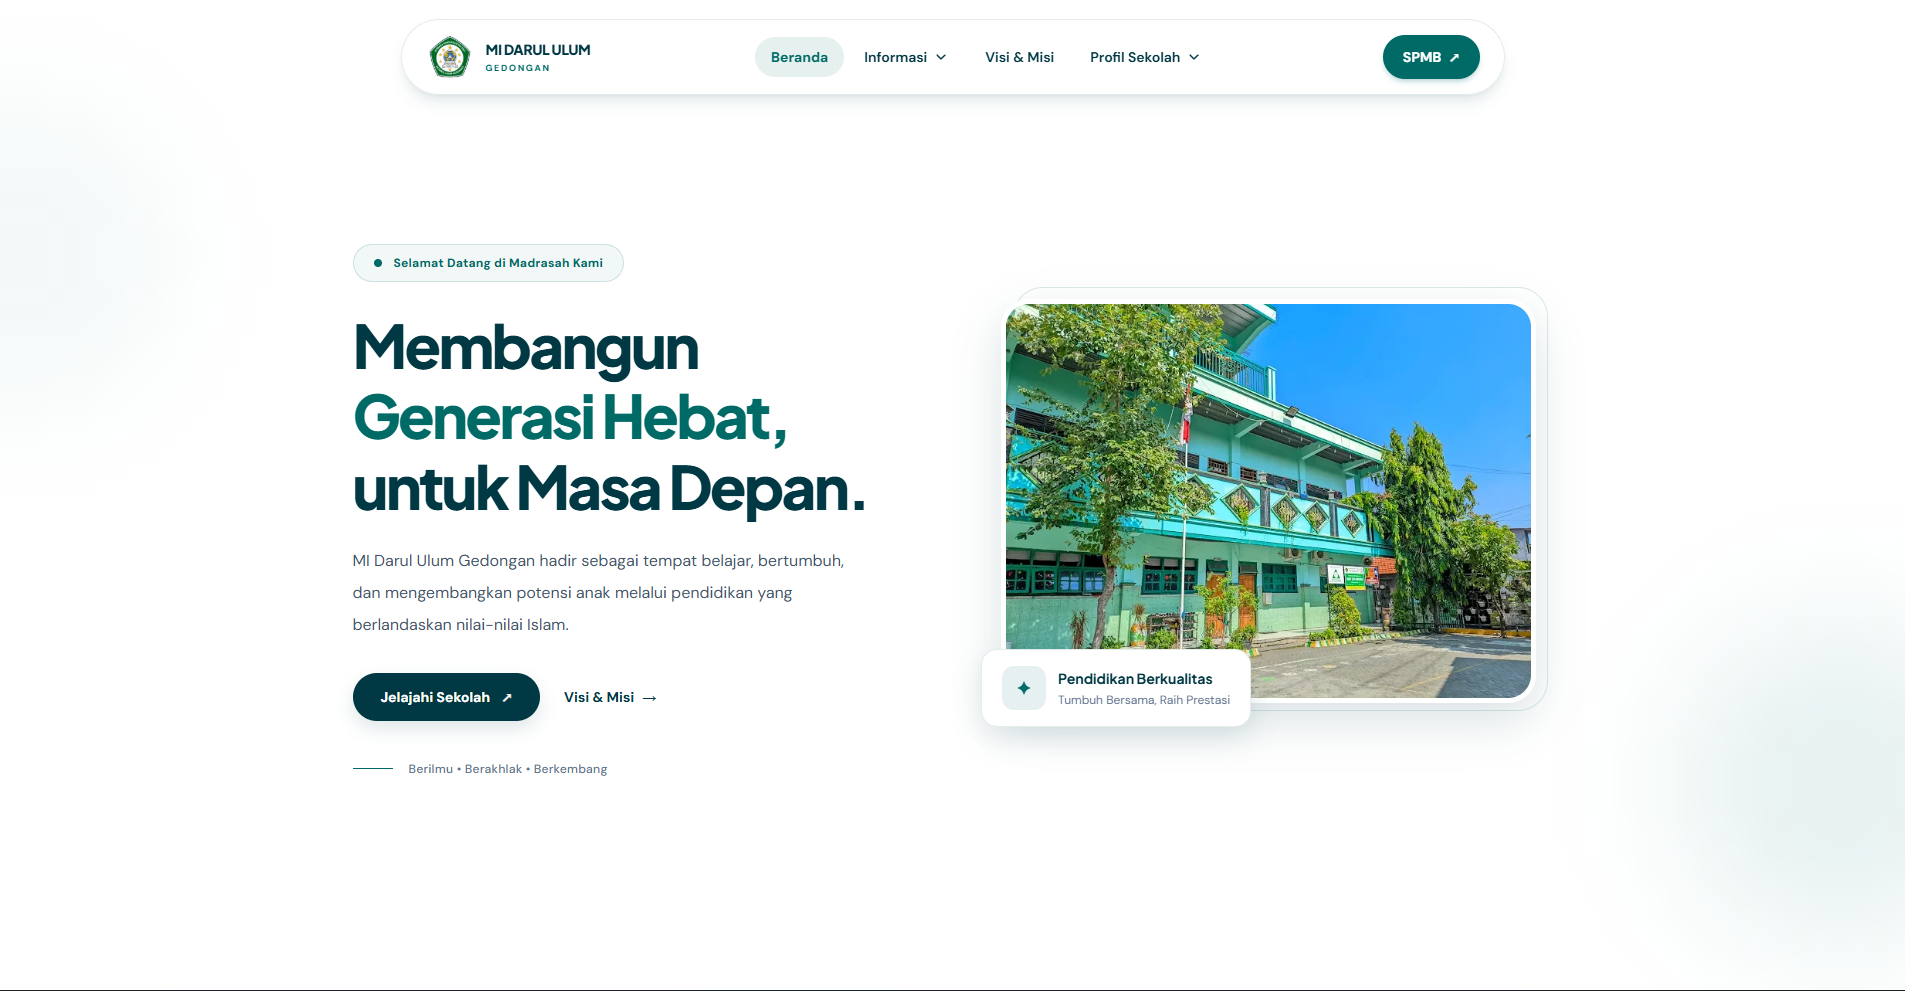 MI DARUL ULUM
GEDONGAN
Beranda
Informasi
Visi & Misi
Profil Sekolah
SPMB ↗
Selamat Datang di Madrasah Kami
Membangun
Generasi Hebat,
untuk Masa Depan.
MI Darul Ulum Gedongan hadir sebagai tempat belajar, bertumbuh,
dan mengembangkan potensi anak melalui pendidikan yang
berlandaskan nilai-nilai Islam.
Jelajahi Sekolah ↗
Visi & Misi →
Berilmu • Berakhlak • Berkembang
Pendidikan Berkualitas
Tumbuh Bersama, Raih Prestasi